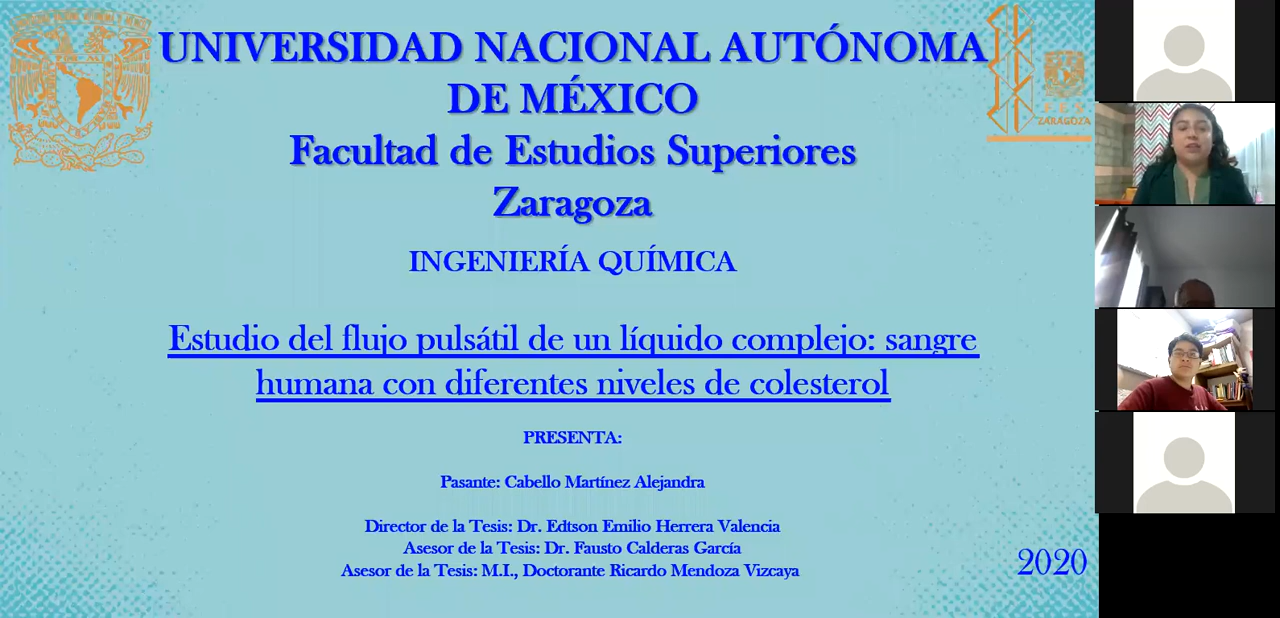 UNIVERSIDAD NACIONAL AUTÓNOMA
DE MÉXICO
Facultad de Estudios Superiores
Zaragoza
ZARAGOZA
INGENIERÍA QUÍMICA
Estudio del flujo pulsátil de un líquido complejo: sangre
humana con diferentes niveles de colesterol
PRESENTA:
Pasante: Cabello Martínez Alejandra
Director de la Tesis: Dr. Edtson Emilio Herrera Valencia
Asesor de la Tesis: Dr. Fausto Calderas García
Asesor de la Tesis: M.I., Doctorante Ricardo Mendoza Vizcaya
2020